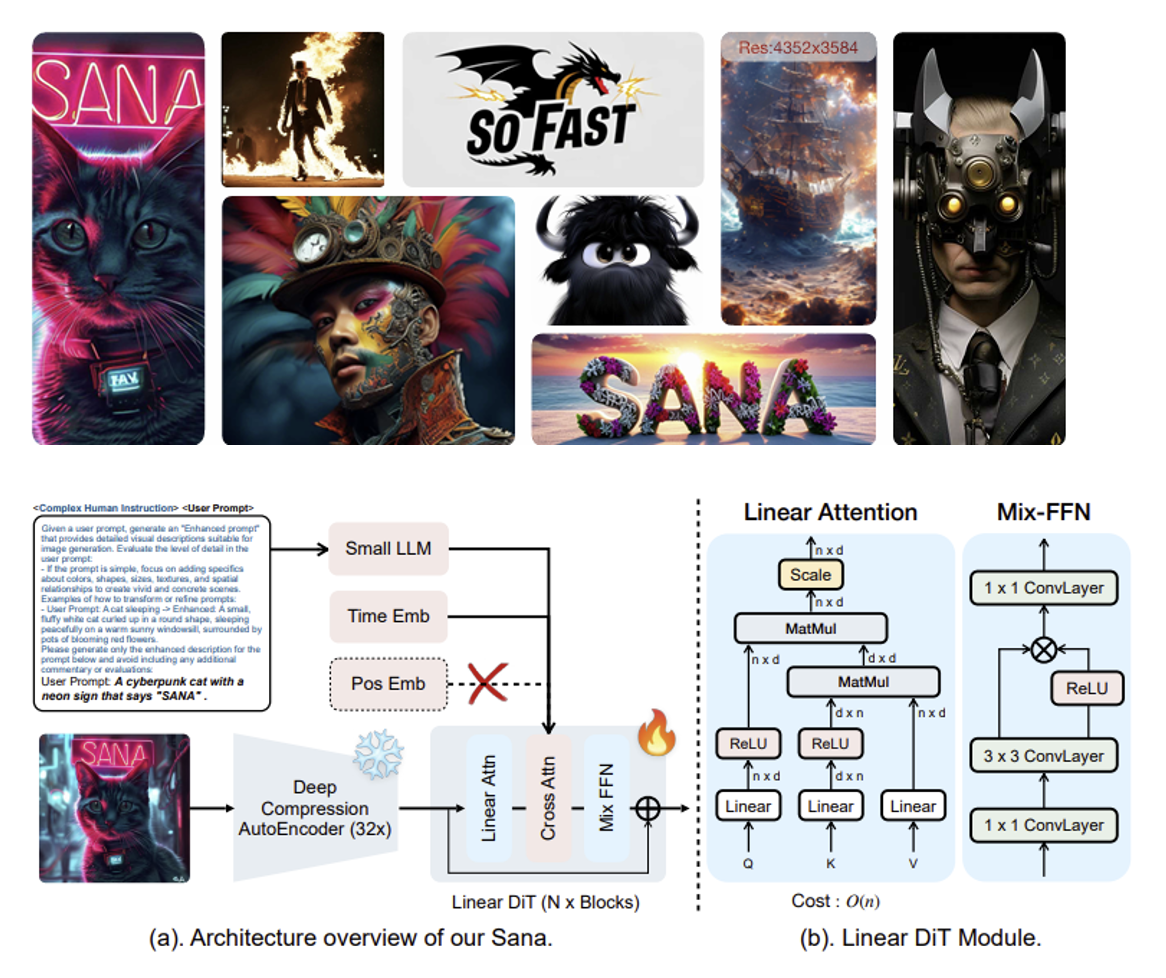 SANA
Res:4352x3584
SO FAST
SANA
<Complex Human Instruction> <User Prompt>
Given a user prompt, generate an "Enhanced prompt"
that provides detailed visual descriptions suitable for
image generation. Evaluate the level of detail in the
user prompt:
- If the prompt is simple, focus on adding specifics
about colors, shapes, sizes, textures, and spatial
relationships to create vivid and concrete scenes.
Examples of how to transform or refine prompts:
- User Prompt: A cat sleeping -> Enhanced: A small,
fluffy white cat curled up in a round shape, sleeping
peacefully on a warm sunny windowsill, surrounded by
pots of blooming red flowers.
Please generate only the enhanced description for the
prompt below and avoid including any additional
commentary or evaluations:
User Prompt: A cyberpunk cat with a
neon sign that says "SANA" .
Small LLM
Time Emb
Pos Emb
SANA
Deep
Compression
AutoEncoder (32x)
Linear Attn
Cross Attn
Mix FFN
Linear DiT (N x Blocks)
(a). Architecture overview of our Sana.
Linear Attention
n x d
Scale
n x d
MatMul
n x d
d x d
MatMul
d x n
n x d
ReLU
ReLU
n x d
d x n
Linear
Linear
Linear
Q
K
V
Cost : O(n)
Mix-FFN
1 x 1 ConvLayer
ReLU
3 x 3 ConvLayer
1 x 1 ConvLayer
(b). Linear DiT Module.